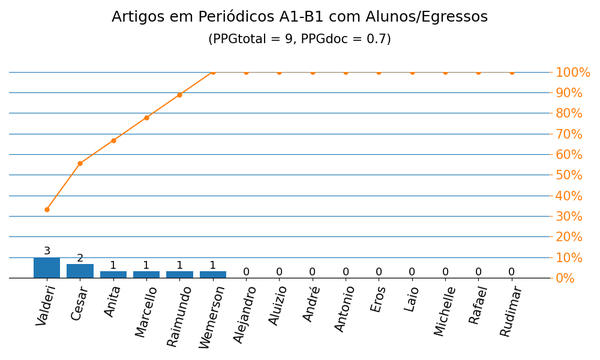 Artigos em Periódicos A1-B1 com Alunos/Egressos
(PPGtotal = 9, PPGdoc = 0.7)
100%
90%
80%
70%
60%
50%
40%
30%
20%
10%
0%
3
2
1
1
1
1
0
0
0
0
0
0
0
0
0
Valderi
Cesar
Anita
Marcello
Raimundo
Wemerson
Alejandro
Aluizio
André
Antonio
Eros
Laio
Michelle
Rafael
Rudimar